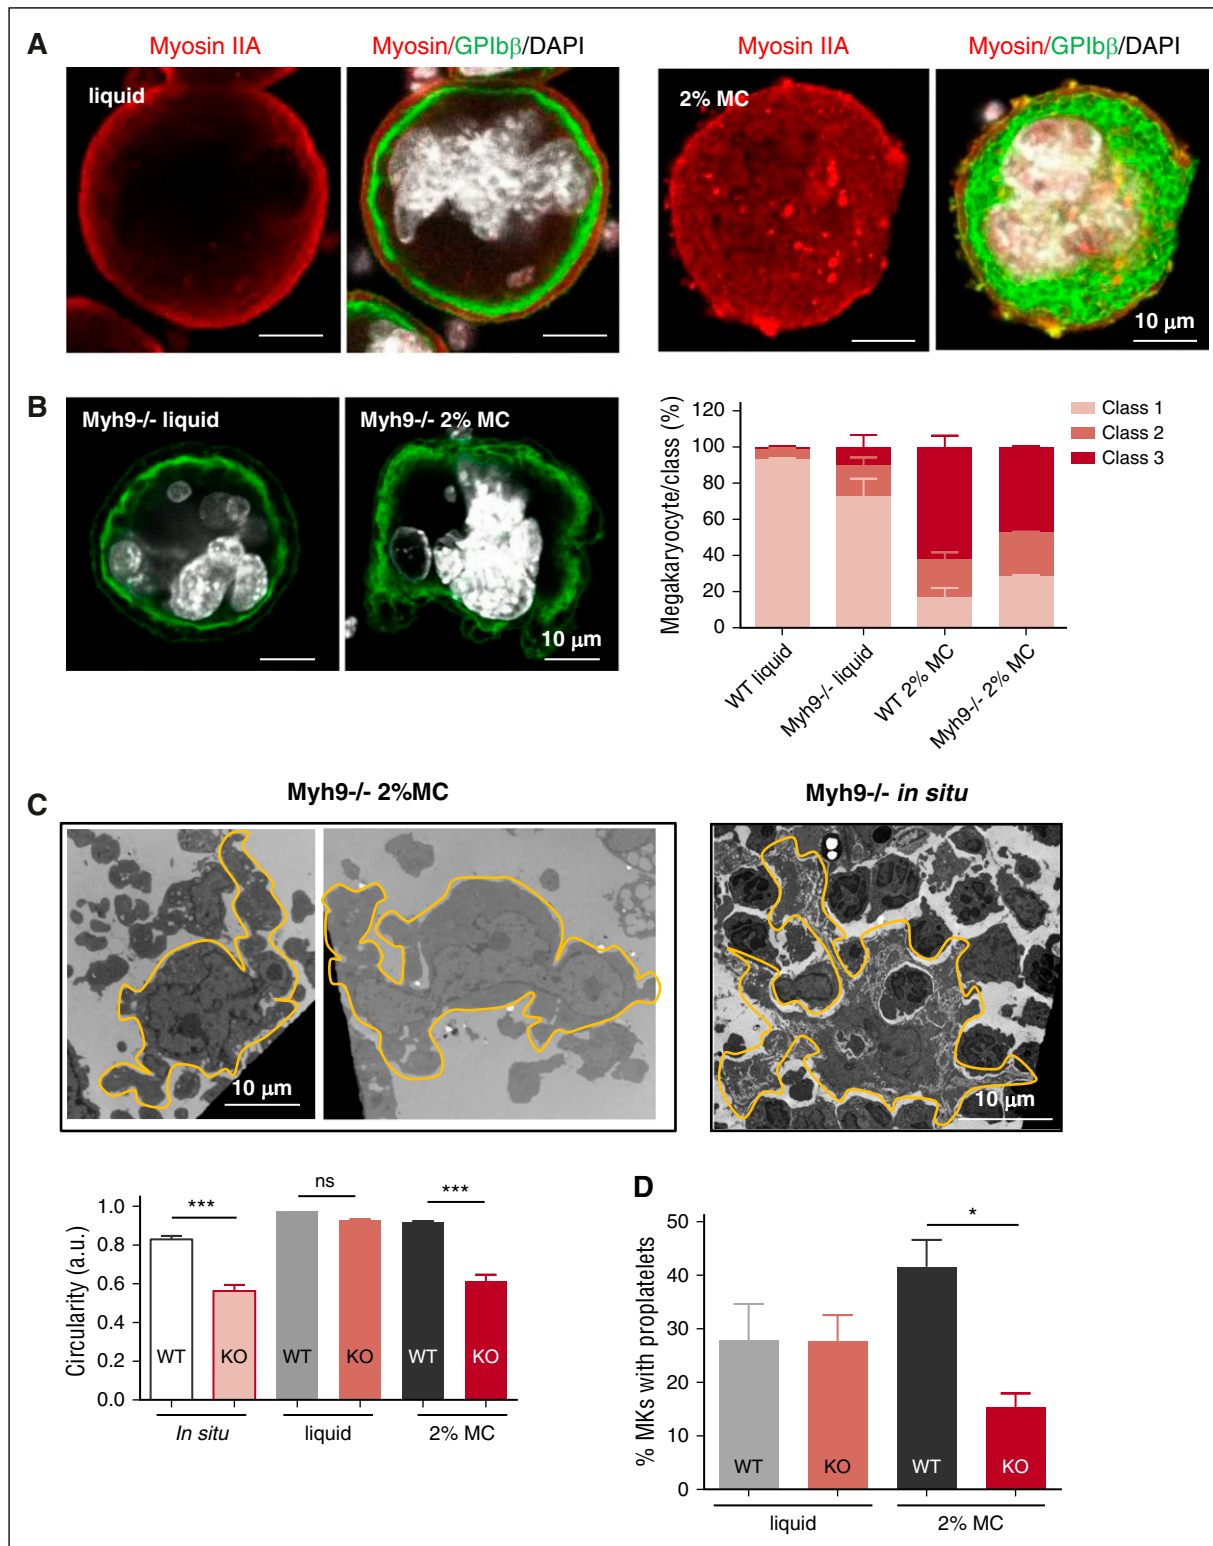 A
Myosin IIA
Myosin/GPIbβ/DAPI
Myosin IIA
Myosin/GPIbβ/DAPI
liquid
2% MC
10 μm
B
Myh9-/- liquid
Myh9-/- 2% MC
10 μm
Megakaryocyte/class (%)
120
100
80
60
40
20
0
WT liquid
Myh9-/- liquid
WT 2% MC
Myh9-/- 2% MC
Class 1
Class 2
Class 3
C
Myh9-/- 2%MC
Myh9-/- in situ
10 μm
10 μm
Circularity (a.u.)
1.0
0.8
0.6
0.4
0.2
0.0
***
ns
***
WT
KO
WT
KO
WT
KO
In situ
liquid
2% MC
D
% MKs with proplatelets
50
40
30
20
10
0
*
WT
KO
WT
KO
liquid
2% MC